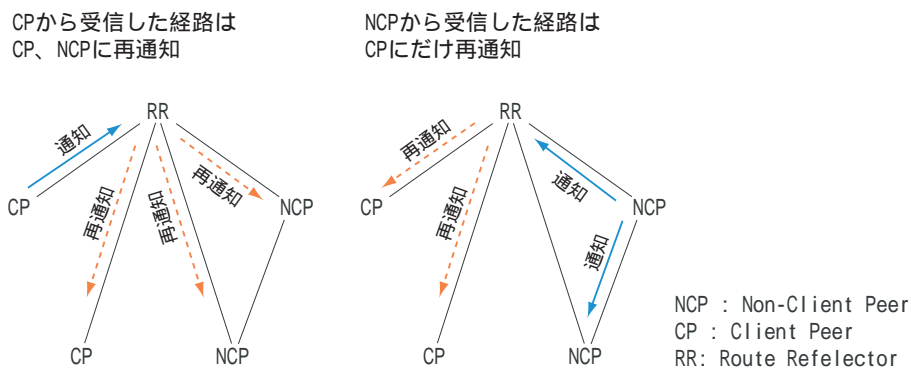 CPから受信した経路は
CP、NCPに再通知
NCPから受信した経路は
CPにだけ再通知
RR
通知
再通知
再通知
再通知
CP
NCP
CP
NCP
RR
再通知
再通知
通知
通知
CP
NCP
CP
NCP
NCP : Non-Client Peer
CP : Client Peer
RR: Route Refelector